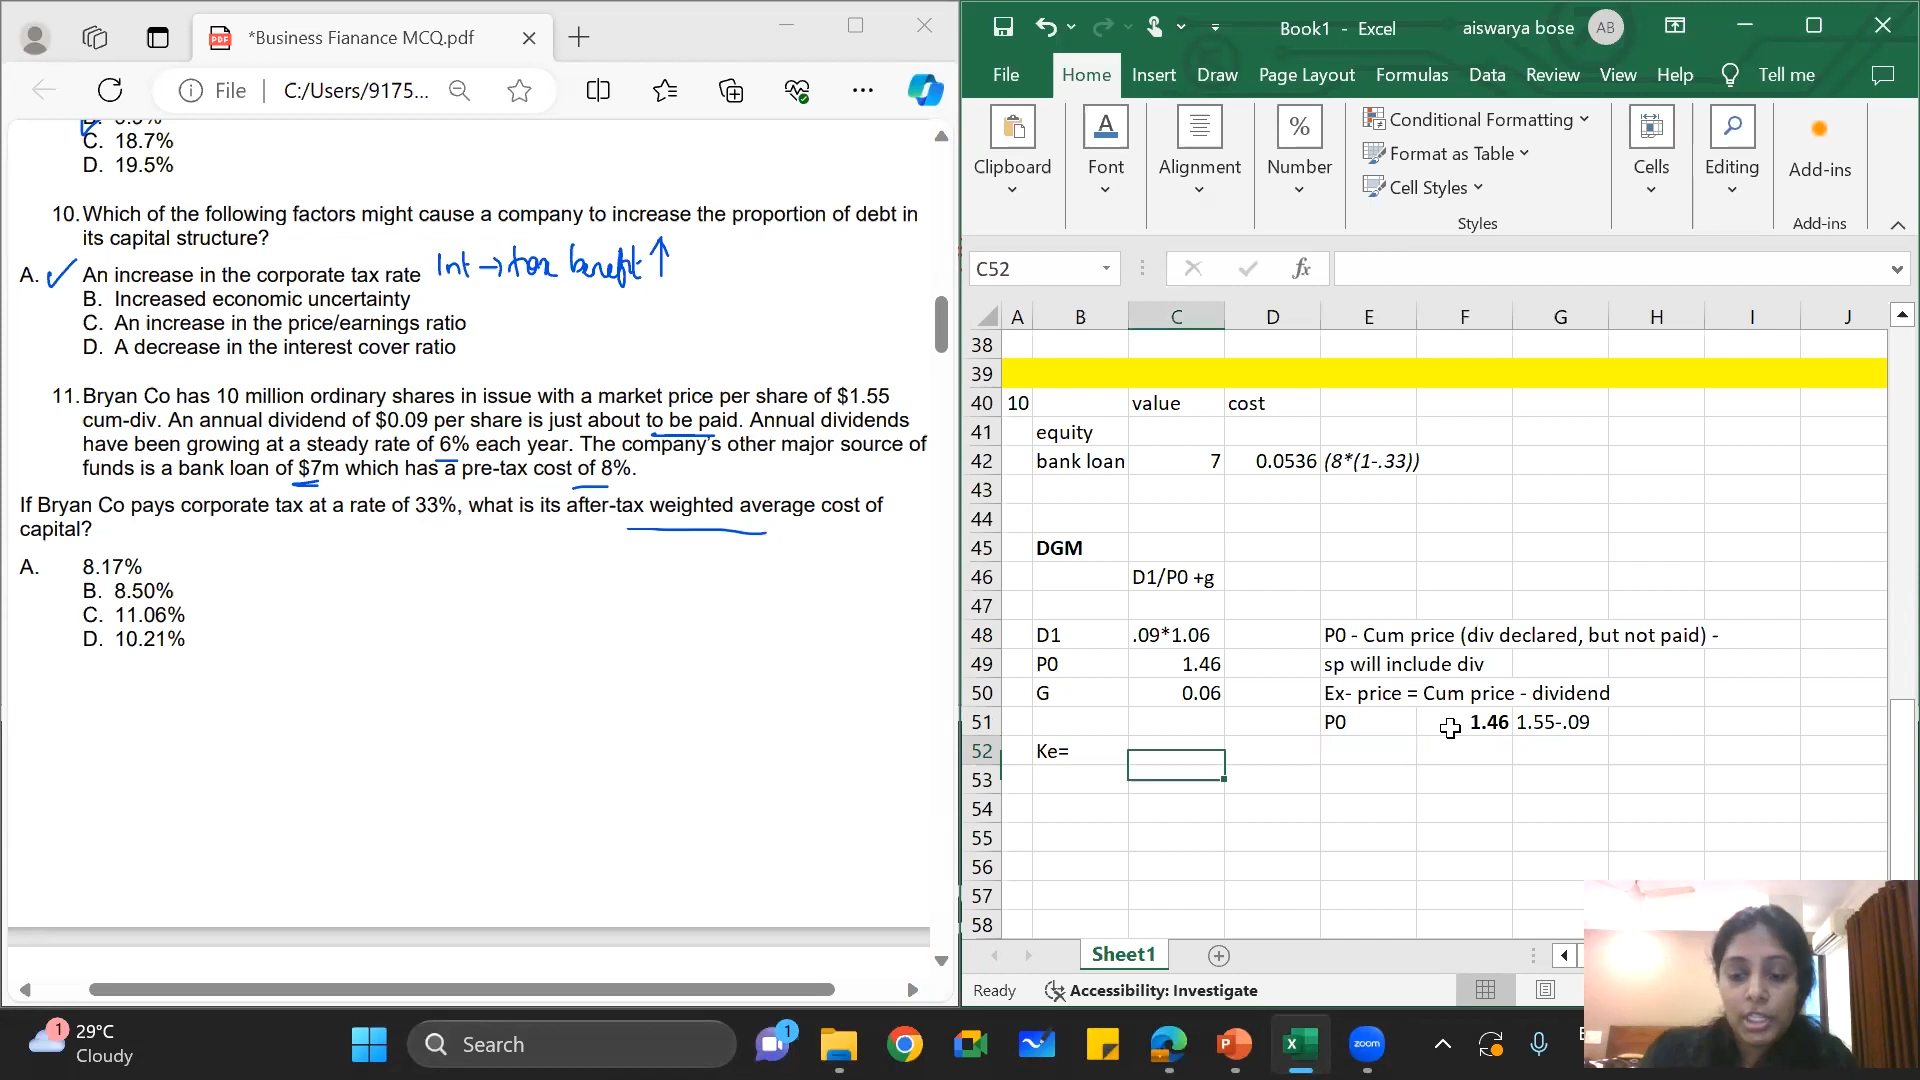 *Business Fianance MCQ.pdf
File
C:/Users/9175...
C. 18.7%
D. 19.5%
10. Which of the following factors might cause a company to increase the proportion of debt in
its capital structure?
A. An increase in the corporate tax rate
Int → tax benefit ↑
B. Increased economic uncertainty
C. An increase in the price/earnings ratio
D. A decrease in the interest cover ratio
11. Bryan Co has 10 million ordinary shares in issue with a market price per share of $1.55
cum-div. An annual dividend of $0.09 per share is just about to be paid. Annual dividends
have been growing at a steady rate of 6% each year. The company's other major source of
funds is a bank loan of $7m which has a pre-tax cost of 8%.
If Bryan Co pays corporate tax at a rate of 33%, what is its after-tax weighted average cost of
capital?
A. 8.17%
B. 8.50%
C. 11.06%
D. 10.21%
Book1 - Excel
aiswarya bose
AB
File Home Insert Draw Page Layout Formulas Data Review View Help Tell me
Clipboard
Font
Alignment
Number
Conditional Formatting
Format as Table
Cell Styles
Styles
Cells
Editing
Add-ins
Add-ins
C52
fx
A B C D E F G H I J
38
39
40 10 value cost
41 equity
42 bank loan 7 0.0536 (8*(1-.33))
43
44
45 DGM
46 D1/P0 +g
47
48 D1 .09*1.06 P0 - Cum price (div declared, but not paid) -
49 P0 1.46 sp will include div
50 G 0.06 Ex- price = Cum price - dividend
51 P0 1.46 1.55-.09
52 Ke=
53
54
55
56
57
58
Sheet1
Ready
Accessibility: Investigate
1
29°C
Cloudy
Search
1
zoom